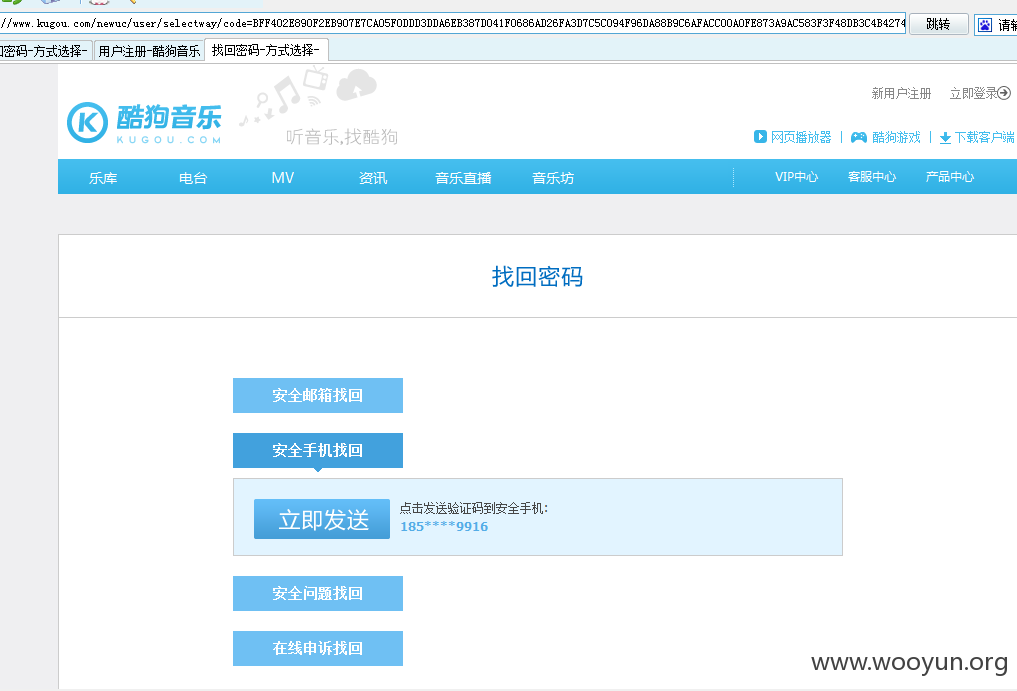 //www.kugou.com/newuc/user/selectway/code=BFF402E890F2EB907E7CA05F0DDD3DDA6EB387D041F0686AD26FA3D7C5C094F96DA88B9C6AFACC00A0FE873A9AC583F3F48DB3C4B4274 跳转 请输
回密码-方式选择- 用户注册-酷狗音乐 找回密码-方式选择-
新用户注册 立即登录
K 酷狗音乐
KUGOU.COM
听音乐,找酷狗
网页播放器 | 酷狗游戏 | 下载客户端
乐库 电台 MV 资讯 音乐直播 音乐坊 VIP中心 客服中心 产品中心
找回密码
安全邮箱找回
安全手机找回
立即发送 点击发送验证码到安全手机:
185****9916
安全问题找回
在线申诉找回
www.wooyun.org